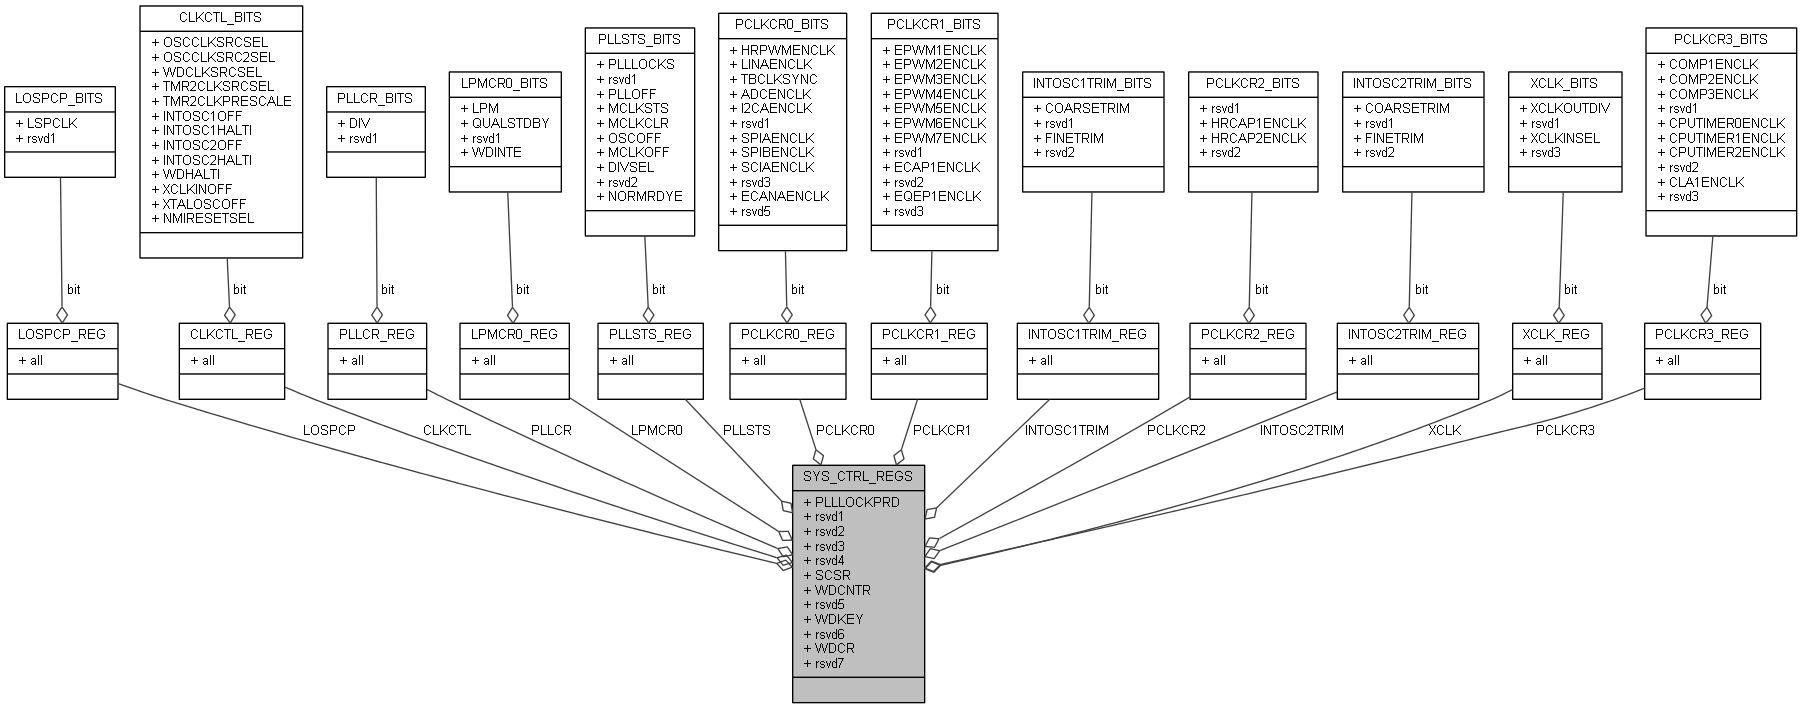 LOSPCP_BITS
+ LSPCLK
+ rsvd1
CLKCTL_BITS
+ OSCCLKSRCSEL
+ OSCCLKSRC2SEL
+ WDCLKSRCSEL
+ TMR2CLKSRCSEL
+ TMR2CLKPRESCALE
+ INTOSC1OFF
+ INTOSC1HALTI
+ INTOSC2OFF
+ INTOSC2HALTI
+ WDHALTI
+ XCLKINOFF
+ XTALOSCOFF
+ NMIRESETSEL
PLLCR_BITS
+ DIV
+ rsvd1
LPMCR0_BITS
+ LPM
+ QUALSTDBY
+ rsvd1
+ WDINTE
PLLSTS_BITS
+ PLLLOCKS
+ rsvd1
+ PLLOFF
+ MCLKSTS
+ MCLKCLR
+ OSCOFF
+ MCLKOFF
+ DIVSEL
+ rsvd2
+ NORMRDYE
PCLKCR0_BITS
+ HRPWMENCLK
+ LINAENCLK
+ TBCLKSYNC
+ ADCENCLK
+ I2CAENCLK
+ rsvd1
+ SPIAENCLK
+ SPIBENCLK
+ SCIAENCLK
+ rsvd3
+ ECANAENCLK
+ rsvd5
PCLKCR1_BITS
+ EPWM1ENCLK
+ EPWM2ENCLK
+ EPWM3ENCLK
+ EPWM4ENCLK
+ EPWM5ENCLK
+ EPWM6ENCLK
+ EPWM7ENCLK
+ rsvd1
+ ECAP1ENCLK
+ rsvd2
+ EQEP1ENCLK
+ rsvd3
INTOSC1TRIM_BITS
+ COARSETRIM
+ rsvd1
+ FINETRIM
+ rsvd2
PCLKCR2_BITS
+ rsvd1
+ HRCAP1ENCLK
+ HRCAP2ENCLK
+ rsvd2
INTOSC2TRIM_BITS
+ COARSETRIM
+ rsvd1
+ FINETRIM
+ rsvd2
XCLK_BITS
+ XCLKOUTDIV
+ rsvd1
+ XCLKINSEL
+ rsvd3
PCLKCR3_BITS
+ COMP1ENCLK
+ COMP2ENCLK
+ COMP3ENCLK
+ rsvd1
+ CPUTIMER0ENCLK
+ CPUTIMER1ENCLK
+ CPUTIMER2ENCLK
+ rsvd2
+ CLA1ENCLK
+ rsvd3
bit
bit
bit
bit
bit
bit
bit
bit
bit
bit
bit
bit
LOSPCP_REG
+ all
CLKCTL_REG
+ all
PLLCR_REG
+ all
LPMCR0_REG
+ all
PLLSTS_REG
+ all
PCLKCR0_REG
+ all
PCLKCR1_REG
+ all
INTOSC1TRIM_REG
+ all
PCLKCR2_REG
+ all
INTOSC2TRIM_REG
+ all
XCLK_REG
+ all
PCLKCR3_REG
+ all
LOSPCP
CLKCTL
PLLCR
LPMCR0
PLLSTS
PCLKCR0
PCLKCR1
INTOSC1TRIM
PCLKCR2
INTOSC2TRIM
XCLK
PCLKCR3
SYS_CTRL_REGS
+ PLLLOCKPRD
+ rsvd1
+ rsvd2
+ rsvd3
+ rsvd4
+ SCSR
+ WDCNTR
+ rsvd5
+ WDKEY
+ rsvd6
+ WDCR
+ rsvd7